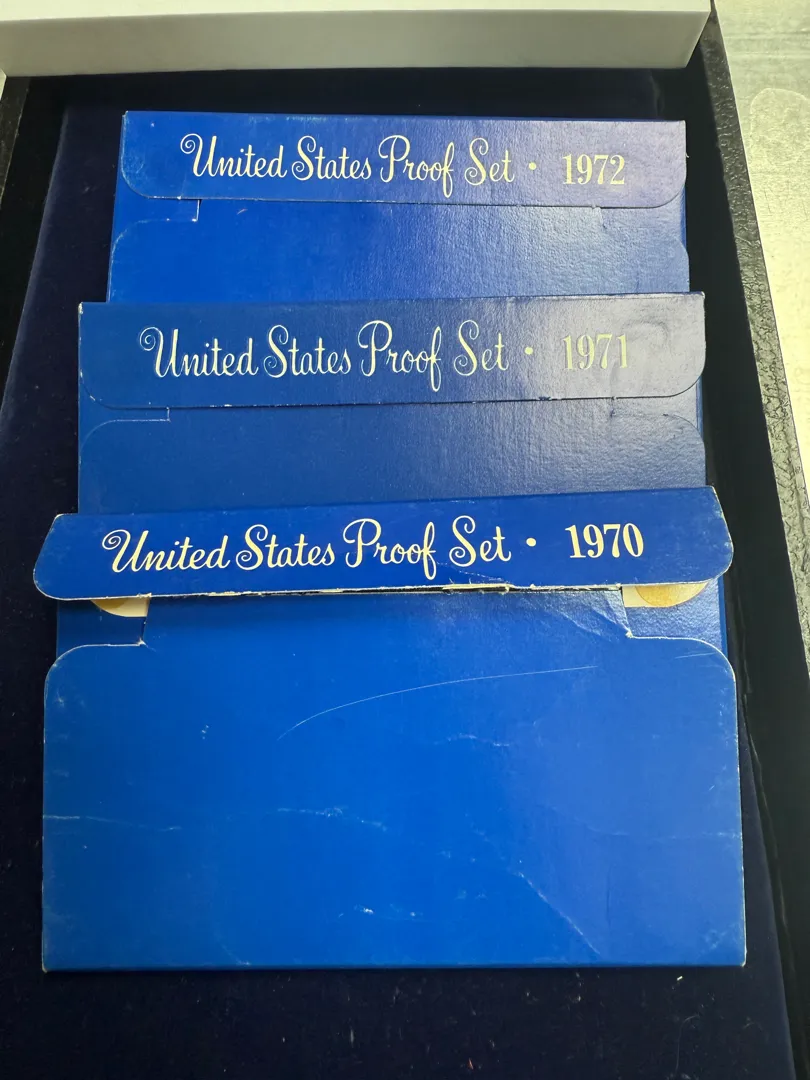 United States Proof Set • 1972
United States Proof Set • 1971
United States Proof Set • 1970